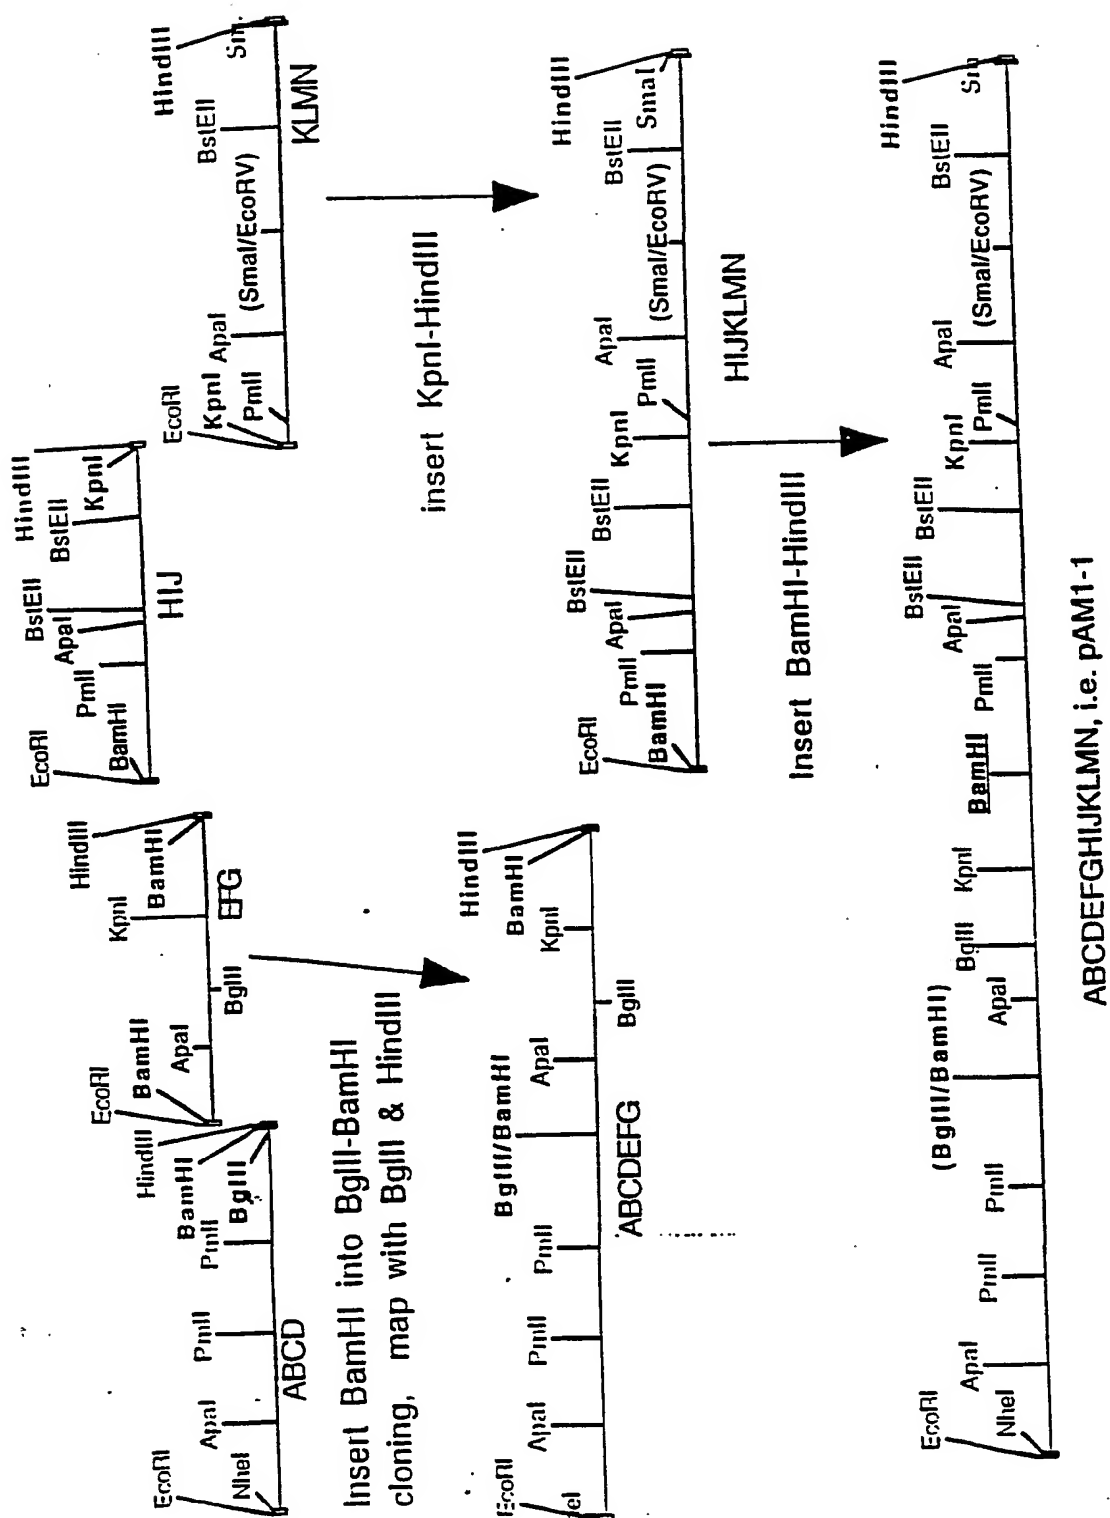 EcoRI
NheI
ApaI
PmlI
PmlI
BglII
BamHI
HindIII
ABCD
EcoRI
BamHI
ApaI
BglII
KpnI
BamHI
HindIII
EFG
EcoRI
BamHI
PmlI
ApaI
BstEII
BstEII
KpnI
HindIII
HIJ
EcoRI
KpnI
PmlI
ApaI
(SmaI/EcoRV)
BstEII
Sm
HindIII
KLMN
Insert BamHI into BglII-BamHI
cloning, map with BglII & HindIII
insert KpnI-HindIII
EcoRI
eI
ApaI
PmlI
PmlI
BglII/BamHI
ApaI
BglII
KpnI
BamHI
HindIII
ABCDEFG
EcoRI
BamHI
PmlI
ApaI
BstEII
BstEII
KpnI
PmlI
ApaI
(SmaI/EcoRV)
BstEII
SmaI
HindIII
HIJKLMN
Insert BamHI-HindIII
EcoRI
NheI
ApaI
PmlI
PmlI
(BglII/BamHI)
ApaI
BglII
KpnI
BamHI
PmlI
ApaI
BstEII
BstEII
KpnI
PmlI
ApaI
(SmaI/EcoRV)
BstEII
Sm
HindIII
ABCDEFGHIJKLMN, i.e. pAM1-1